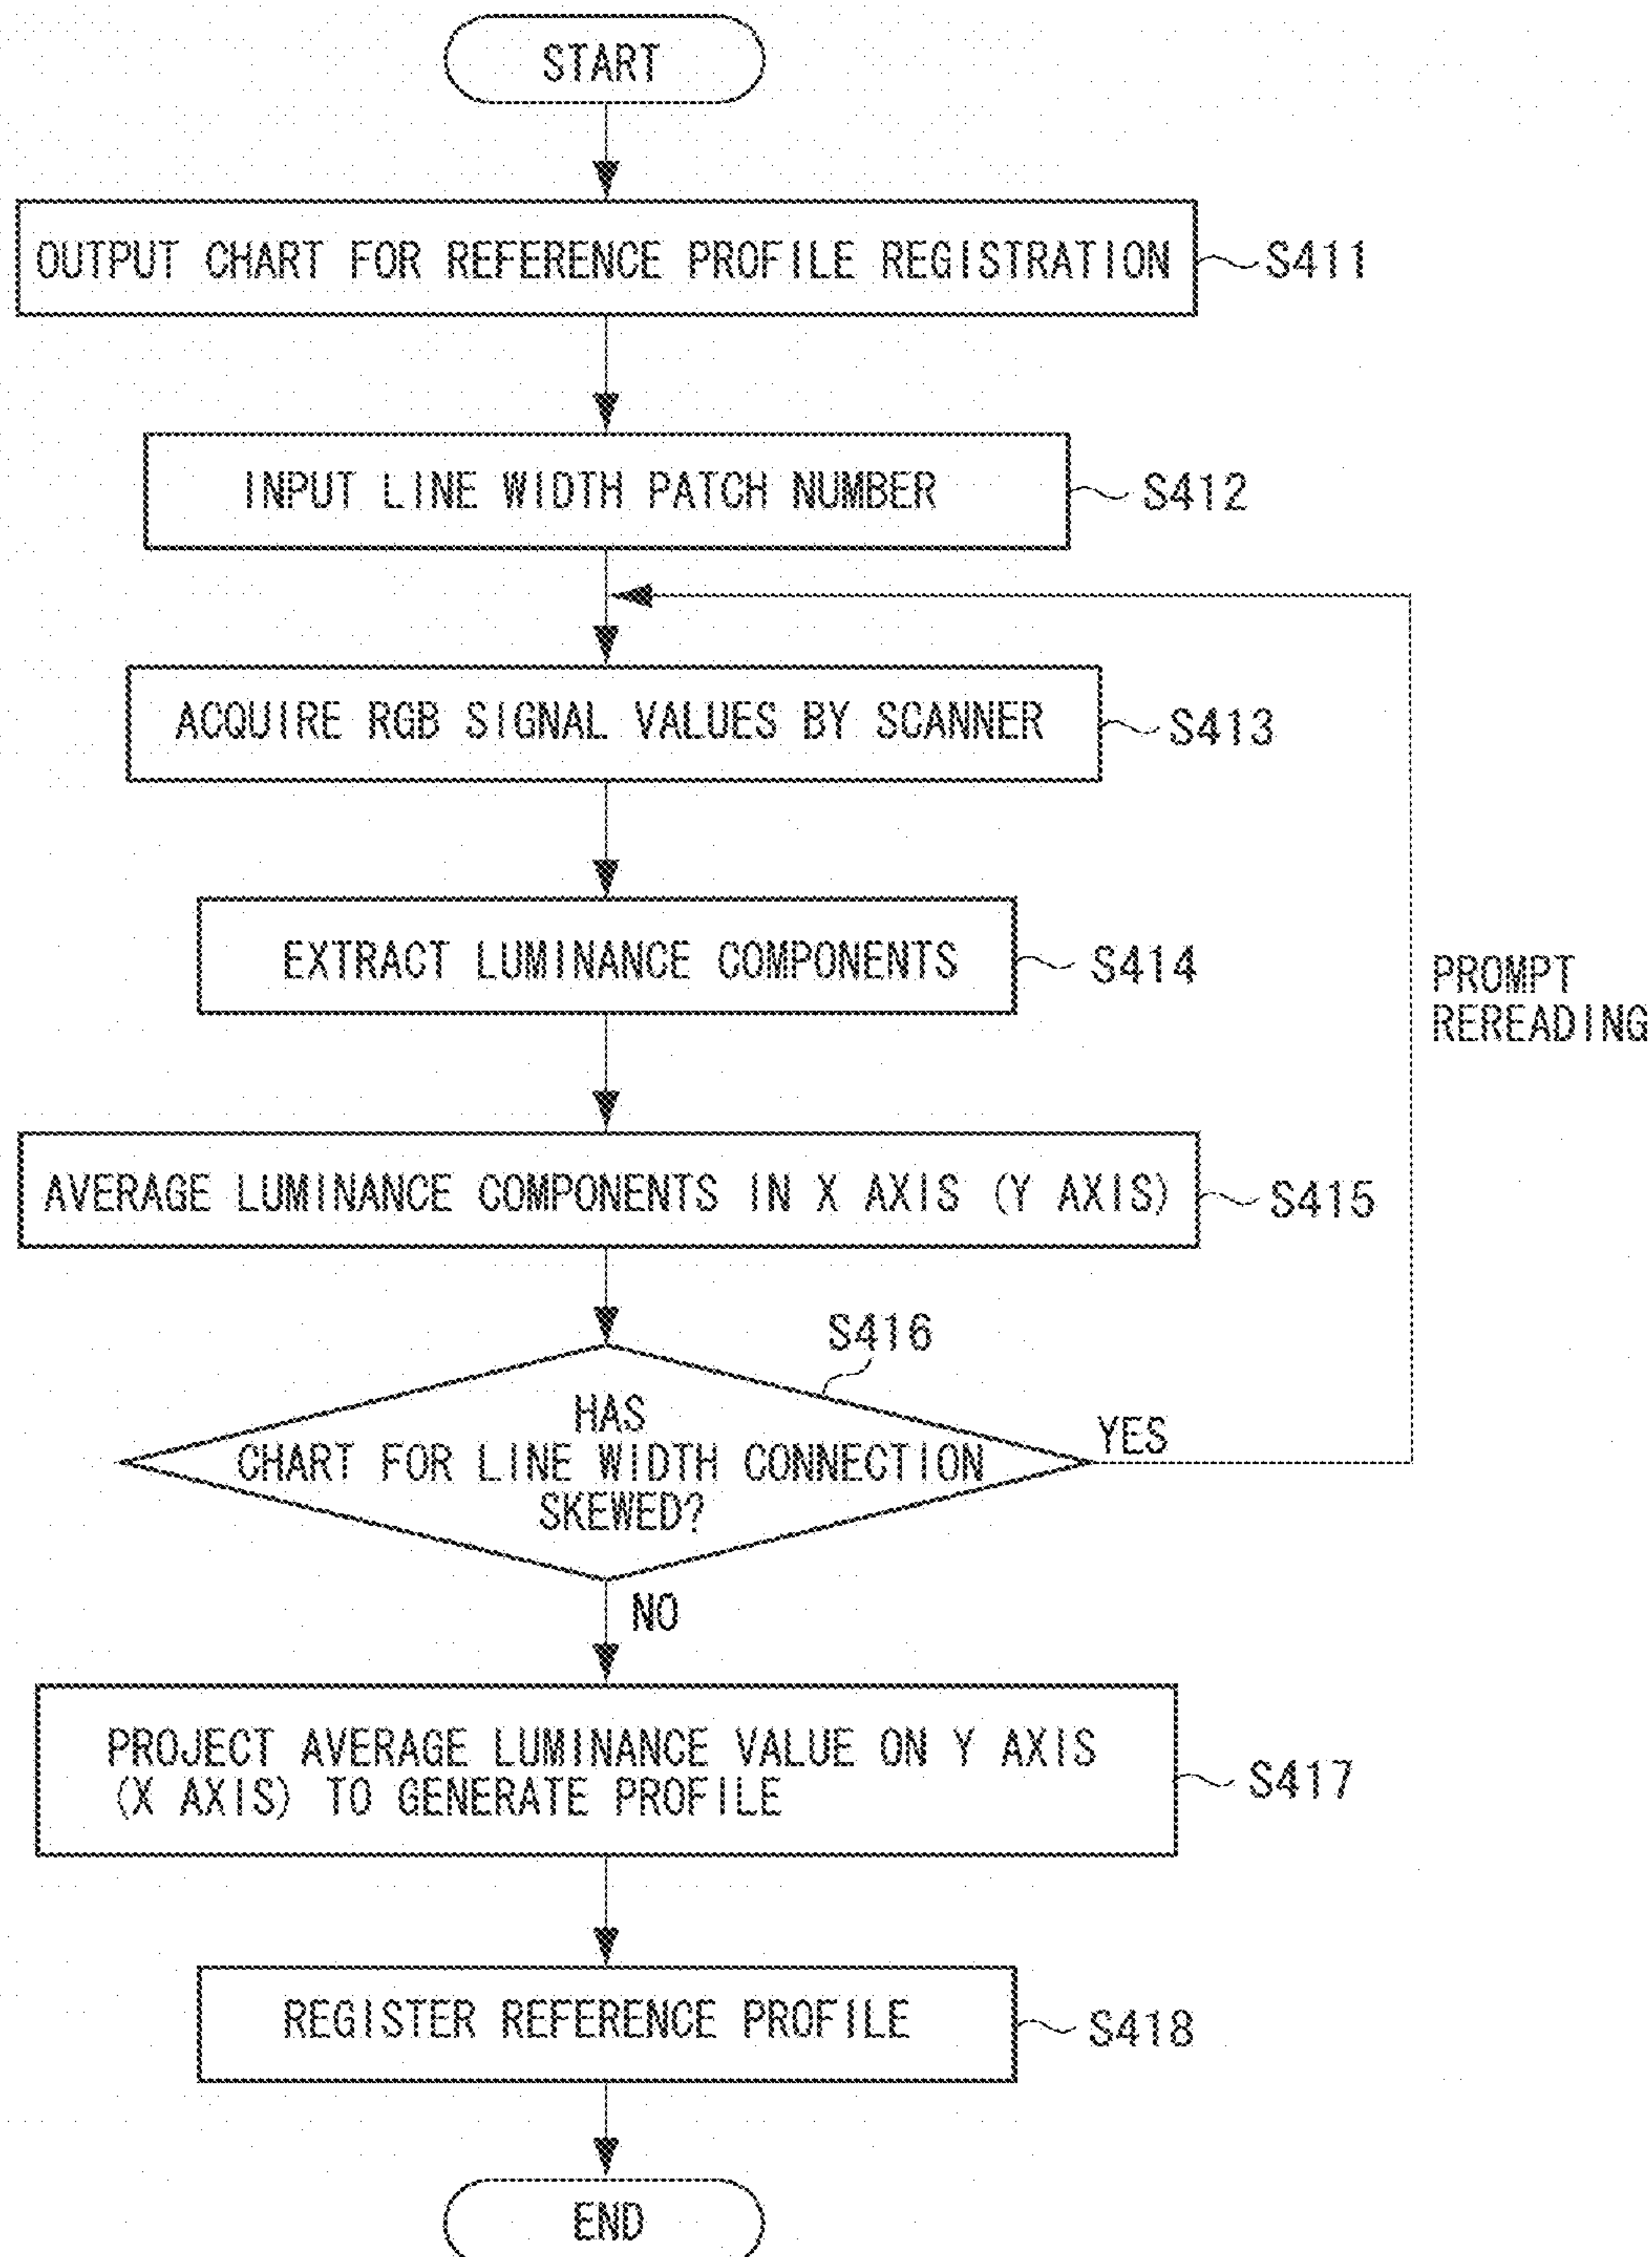 START
OUTPUT CHART FOR REFERENCE PROFILE REGISTRATION
S411
INPUT LINE WIDTH PATCH NUMBER
S412
ACQUIRE RGB SIGNAL VALUES BY SCANNER
S413
EXTRACT LUMINANCE COMPONENTS
S414
PROMPT
REREADING
AVERAGE LUMINANCE COMPONENTS IN X AXIS (Y AXIS)
S415
S416
HAS
CHART FOR LINE WIDTH CONNECTION
SKEWED?
YES
NO
PROJECT AVERAGE LUMINANCE VALUE ON Y AXIS
(X AXIS) TO GENERATE PROFILE
S417
REGISTER REFERENCE PROFILE
S418
END